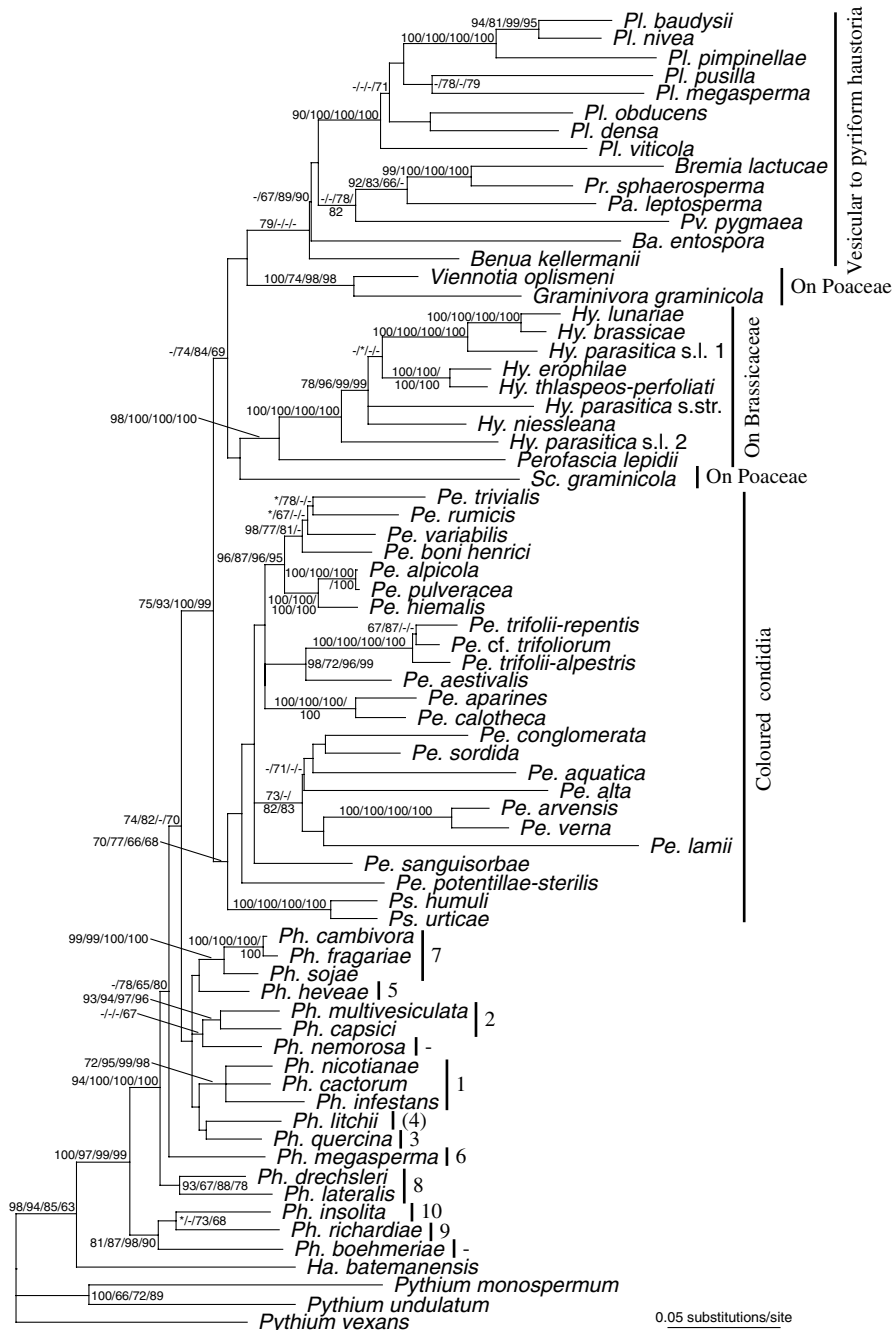 94/81/99/95
Pl. baudysii
Pl. nivea
100/100/100/100
Pl. pimpinellae
Pl. pusilla
-/78/-/79
Pl. megasperma
-/-/-/71
Pl. obducens
90/100/100/100
Pl. densa
Pl. viticola
99/100/100/100
Bremia lactucae
92/83/66/-
Pr. sphaerosperma
-/-/78/
82
Pa. leptosperma
-/67/89/90
Pv. pygmaea
79/-/-/-
Ba. entospora
Benua kellermanii
Vesicular to pyriform haustoria
100/74/98/98
Viennotia oplismeni
Graminivora graminicola
On Poaceae
100/100/100/100
Hy. lunariae
100/100/100/100
Hy. brassicae
-/*/-/-
Hy. parasitica s.l. 1
-/74/84/69
Hy. erophilae
100/100/
100/100
78/96/99/99
Hy. thlaspeos-perfoliati
Hy. parasitica s.str.
98/100/100/100
100/100/100/100
Hy. niessleana
Hy. parasitica s.l. 2
Perofascia lepidii
On Brassicaceae
Sc. graminicola
On Poaceae
*/78/-/-
Pe. trivialis
*/67/-/-
Pe. rumicis
98/77/81/-
Pe. variabilis
96/87/96/95
Pe. boni henrici
100/100/100
/100
Pe. alpicola
Pe. pulveracea
100/100/
100/100
Pe. hiemalis
75/93/100/99
67/87/-/-
Pe. trifolii-repentis
100/100/100/100
Pe. cf. trifoliorum
98/72/96/99
Pe. trifolii-alpestris
Pe. aestivalis
100/100/100/
100
Pe. aparines
Pe. calotheca
Pe. conglomerata
Pe. sordida
-/71/-/-
Pe. aquatica
73/-/
82/83
Pe. alta
100/100/100/100
Pe. arvensis
74/82/-/70
Pe. verna
70/77/66/68
Pe. lamii
Pe. sanguisorbae
Pe. potentillae-sterilis
100/100/100/100
Ps. humuli
Ps. urticae
Coloured condidia
99/99/100/100
100/100/100/
100
Ph. cambivora
Ph. fragariae
7
Ph. sojae
-/78/65/80
Ph. heveae
5
93/94/97/96
Ph. multivesiculata
2
-/-/-/67
Ph. capsici
Ph. nemorosa
-
72/95/99/98
Ph. nicotianae
94/100/100/100
Ph. cactorum
1
Ph. infestans
Ph. litchii
(4)
Ph. quercina
3
100/97/99/99
Ph. megasperma
6
Ph. drechsleri
93/67/88/78
8
Ph. lateralis
98/94/85/63
Ph. insolita
10
*/-/73/68
Ph. richardiae
9
81/87/98/90
Ph. boehmeriae
-
Ha. batemanensis
Pythium monospermum
100/66/72/89
Pythium undulatum
Pythium vexans
0.05 substitutions/site